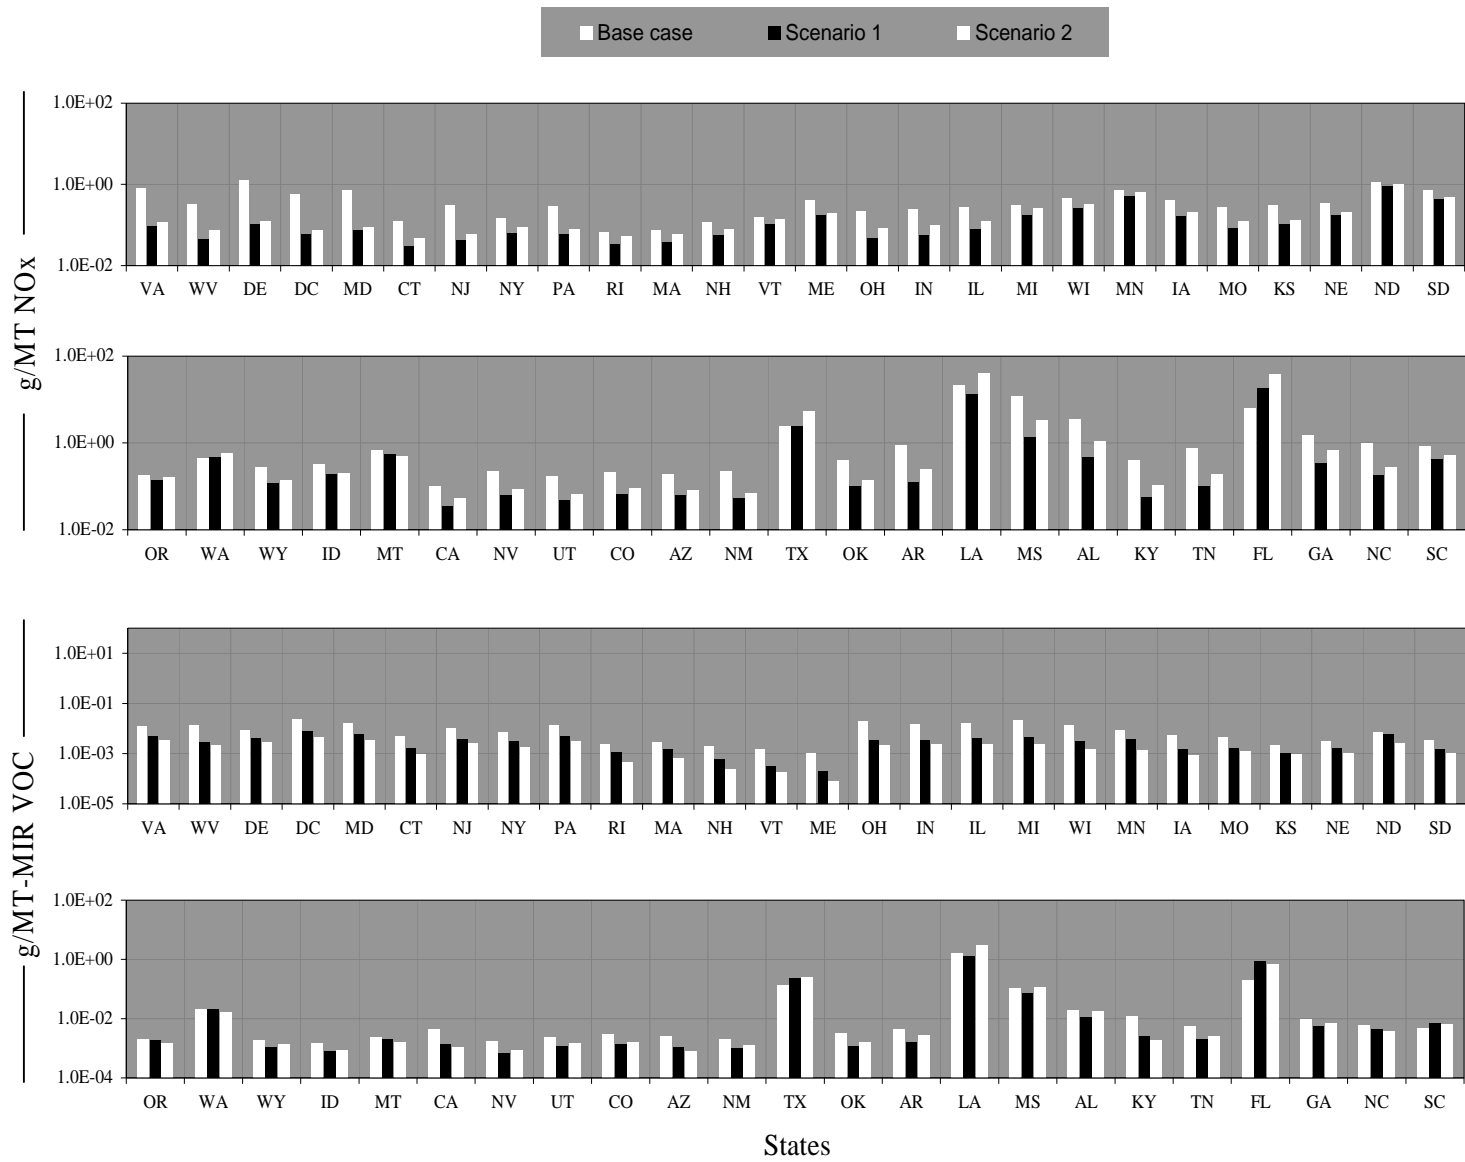 Base case Scenario 1 Scenario 2
g/MT NOx
1.0E+02
1.0E+00
1.0E-02
VA WV DE DC MD CT NJ NY PA RI MA NH VT ME OH IN IL MI WI MN IA MO KS NE ND SD
1.0E+02
1.0E+00
1.0E-02
OR WA WY ID MT CA NV UT CO AZ NM TX OK AR LA MS AL KY TN FL GA NC SC
g/MT-MIR VOC
1.0E+01
1.0E-01
1.0E-03
1.0E-05
VA WV DE DC MD CT NJ NY PA RI MA NH VT ME OH IN IL MI WI MN IA MO KS NE ND SD
1.0E+02
1.0E+00
1.0E-02
1.0E-04
OR WA WY ID MT CA NV UT CO AZ NM TX OK AR LA MS AL KY TN FL GA NC SC
States